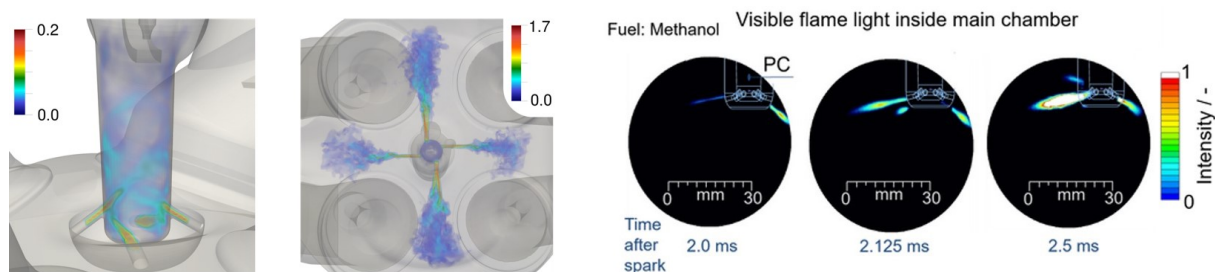 0.2
0.0
1.7
0.0
Fuel: Methanol
Visible flame light inside main chamber
PC
0 30
mm
0 30
mm
0 30
mm
1
0
Intensity / -
Time
after
spark
2.0 ms
2.125 ms
2.5 ms